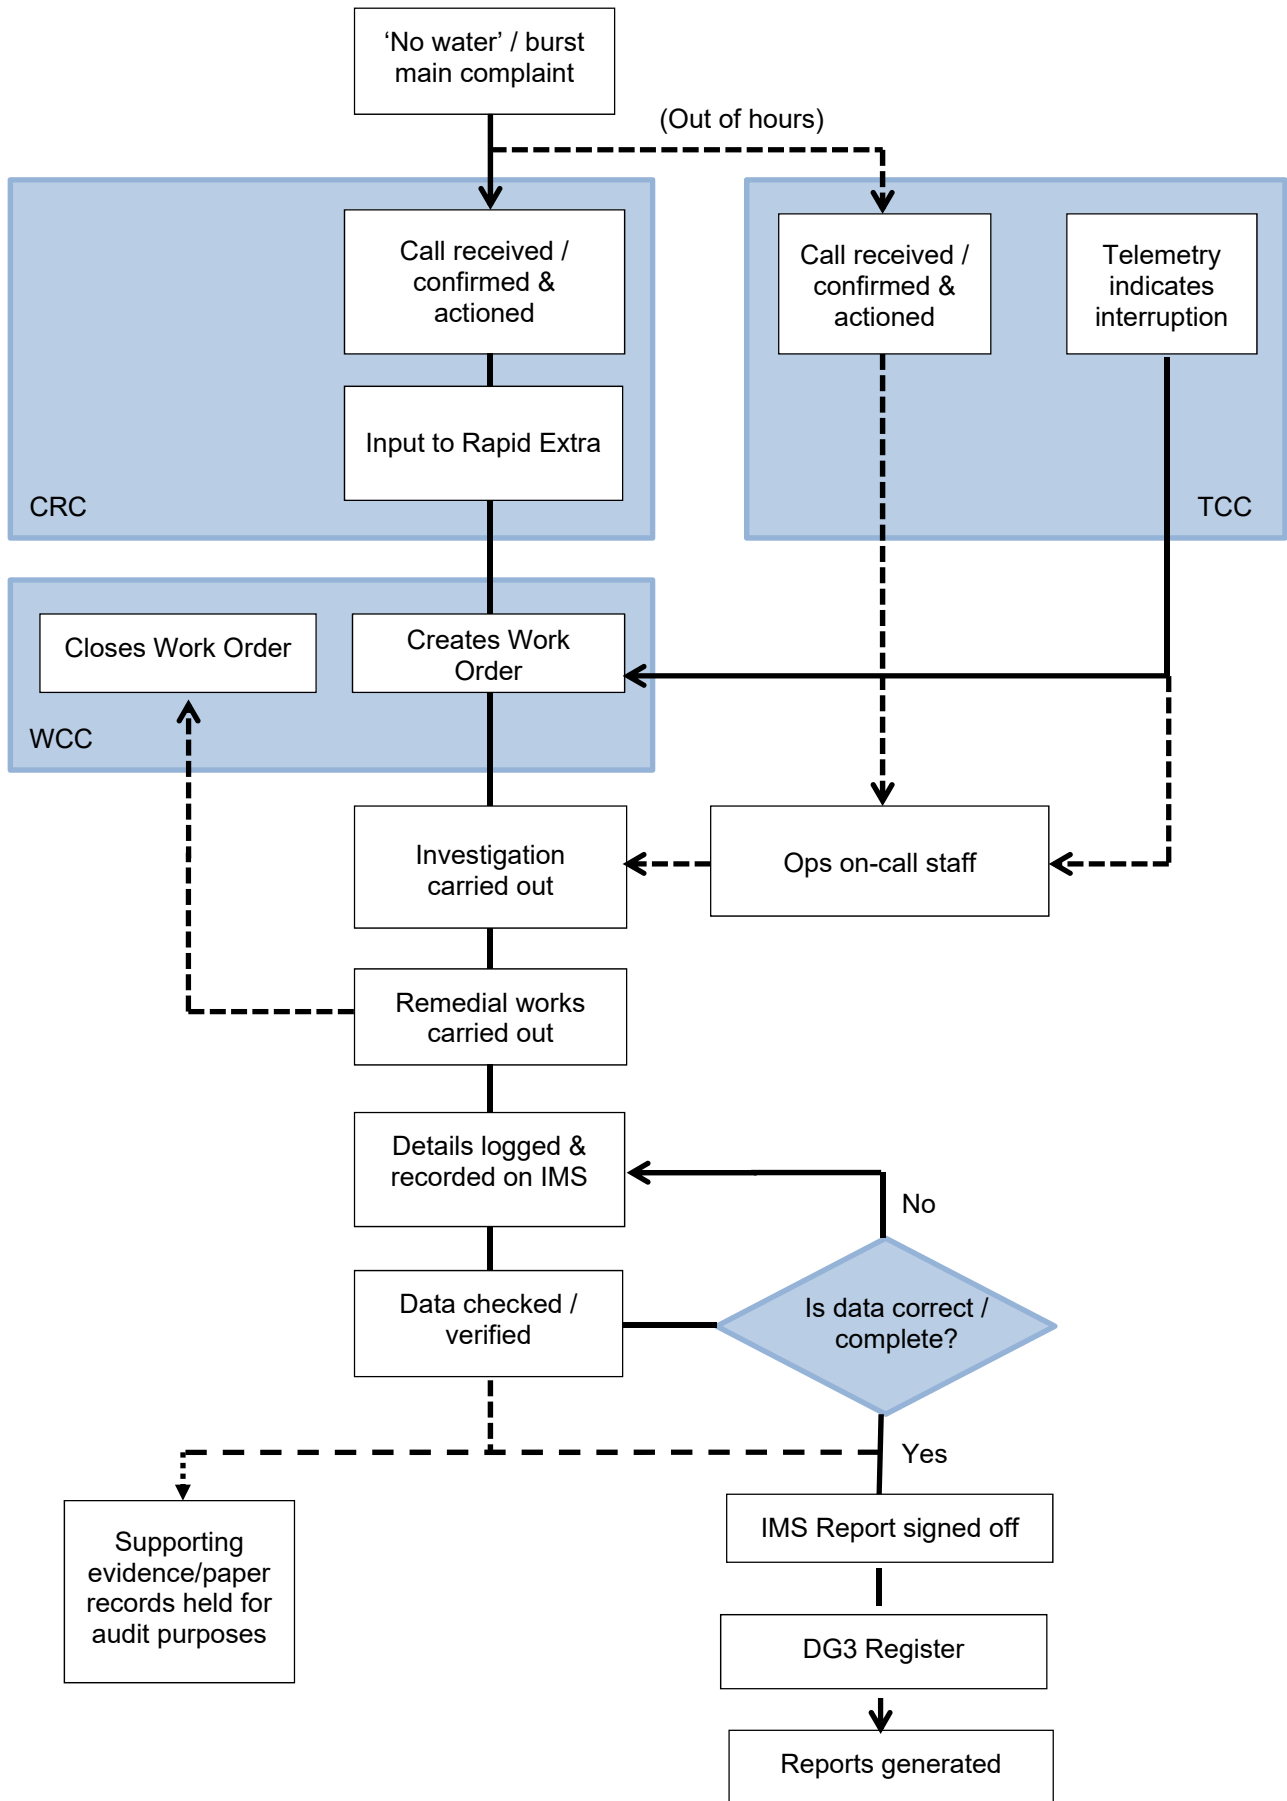 ‘No water’ / burst
main complaint
(Out of hours)
Call received /
confirmed &
actioned
Call received /
confirmed &
actioned
Telemetry
indicates
interruption
Input to Rapid Extra
CRC
TCC
Closes Work Order
Creates Work
Order
WCC
Investigation
carried out
Ops on-call staff
Remedial works
carried out
Details logged &
recorded on IMS
No
Data checked /
verified
Is data correct /
complete?
Yes
Supporting
evidence/paper
records held for
audit purposes
IMS Report signed off
DG3 Register
Reports generated